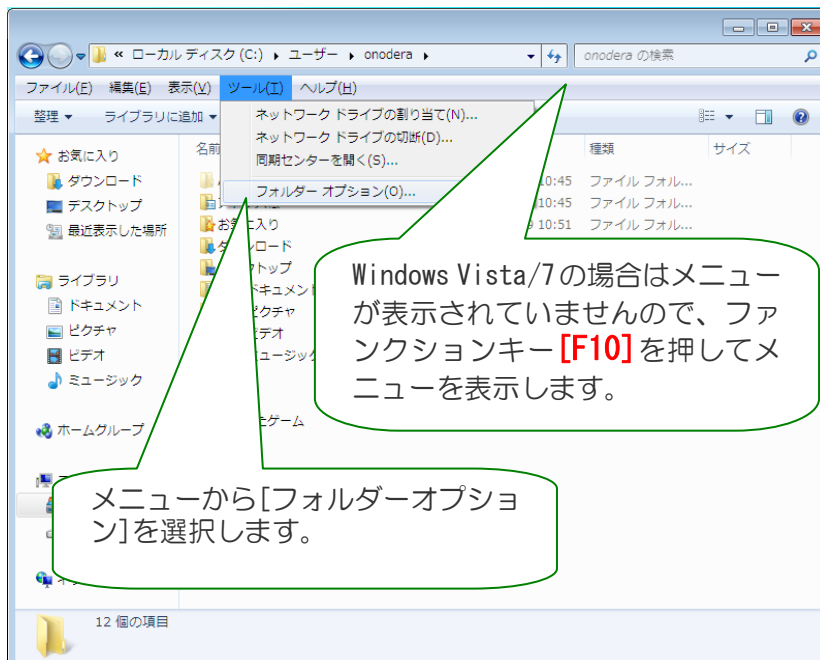 « ローカル ディスク (C:) ▸ ユーザー ▸ onodera ▸
onodera の検索
ファイル(F) 編集(E) 表示(V) ツール(T) ヘルプ(H)
整理 ▼ ライブラリに追加 ▼
ネットワーク ドライブの割り当て(N)...
ネットワーク ドライブの切断(D)...
同期センターを開く(S)...
フォルダー オプション(O)...
名前
種類
サイズ
お気に入り
ダウンロード
デスクトップ
最近表示した場所
ライブラリ
ドキュメント
ピクチャ
ビデオ
ミュージック
ホームグループ
10:45 ファイル フォル...
10:45 ファイル フォル...
10:51 ファイル フォル...
Windows Vista/7の場合はメニュー
が表示されていませんので、ファ
ンクションキー[F10]を押してメ
ニューを表示します。
メニューから[フォルダーオプショ
ン]を選択します。
12 個の項目